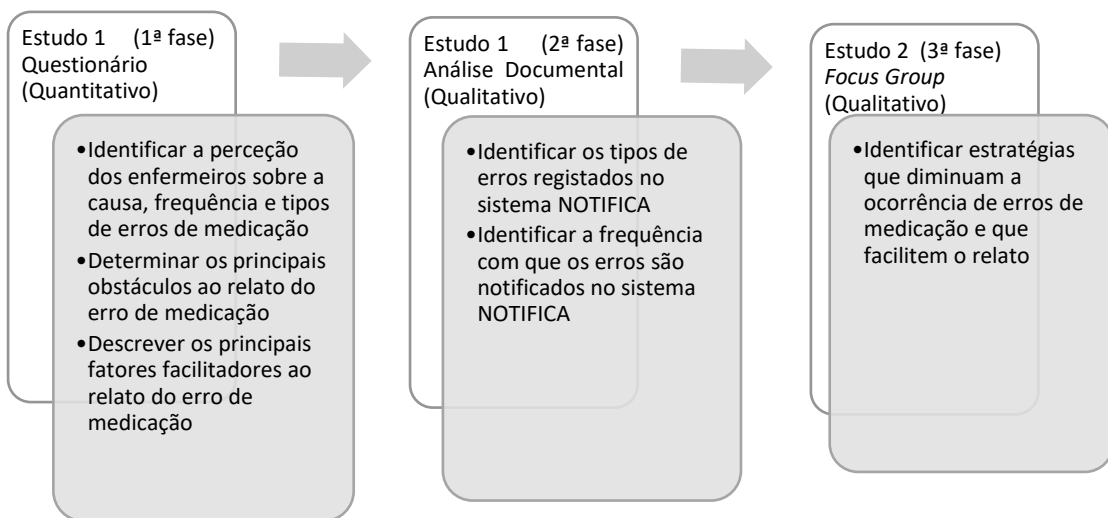 Estudo 1 (1ª fase)
Questionário
(Quantitativo)
•Identificar a perceção
dos enfermeiros sobre a
causa, frequência e tipos
de erros de medicação
•Determinar os principais
obstáculos ao relato do
erro de medicação
•Descrever os principais
fatores facilitadores ao
relato do erro de
medicação
Estudo 1 (2ª fase)
Análise Documental
(Qualitativo)
•Identificar os tipos de
erros registados no
sistema NOTIFICA
•Identificar a frequência
com que os erros são
notificados no sistema
NOTIFICA
Estudo 2 (3ª fase)
Focus Group
(Qualitativo)
•Identificar estratégias
que diminuam a
ocorrência de erros de
medicação e que
facilitem o relato